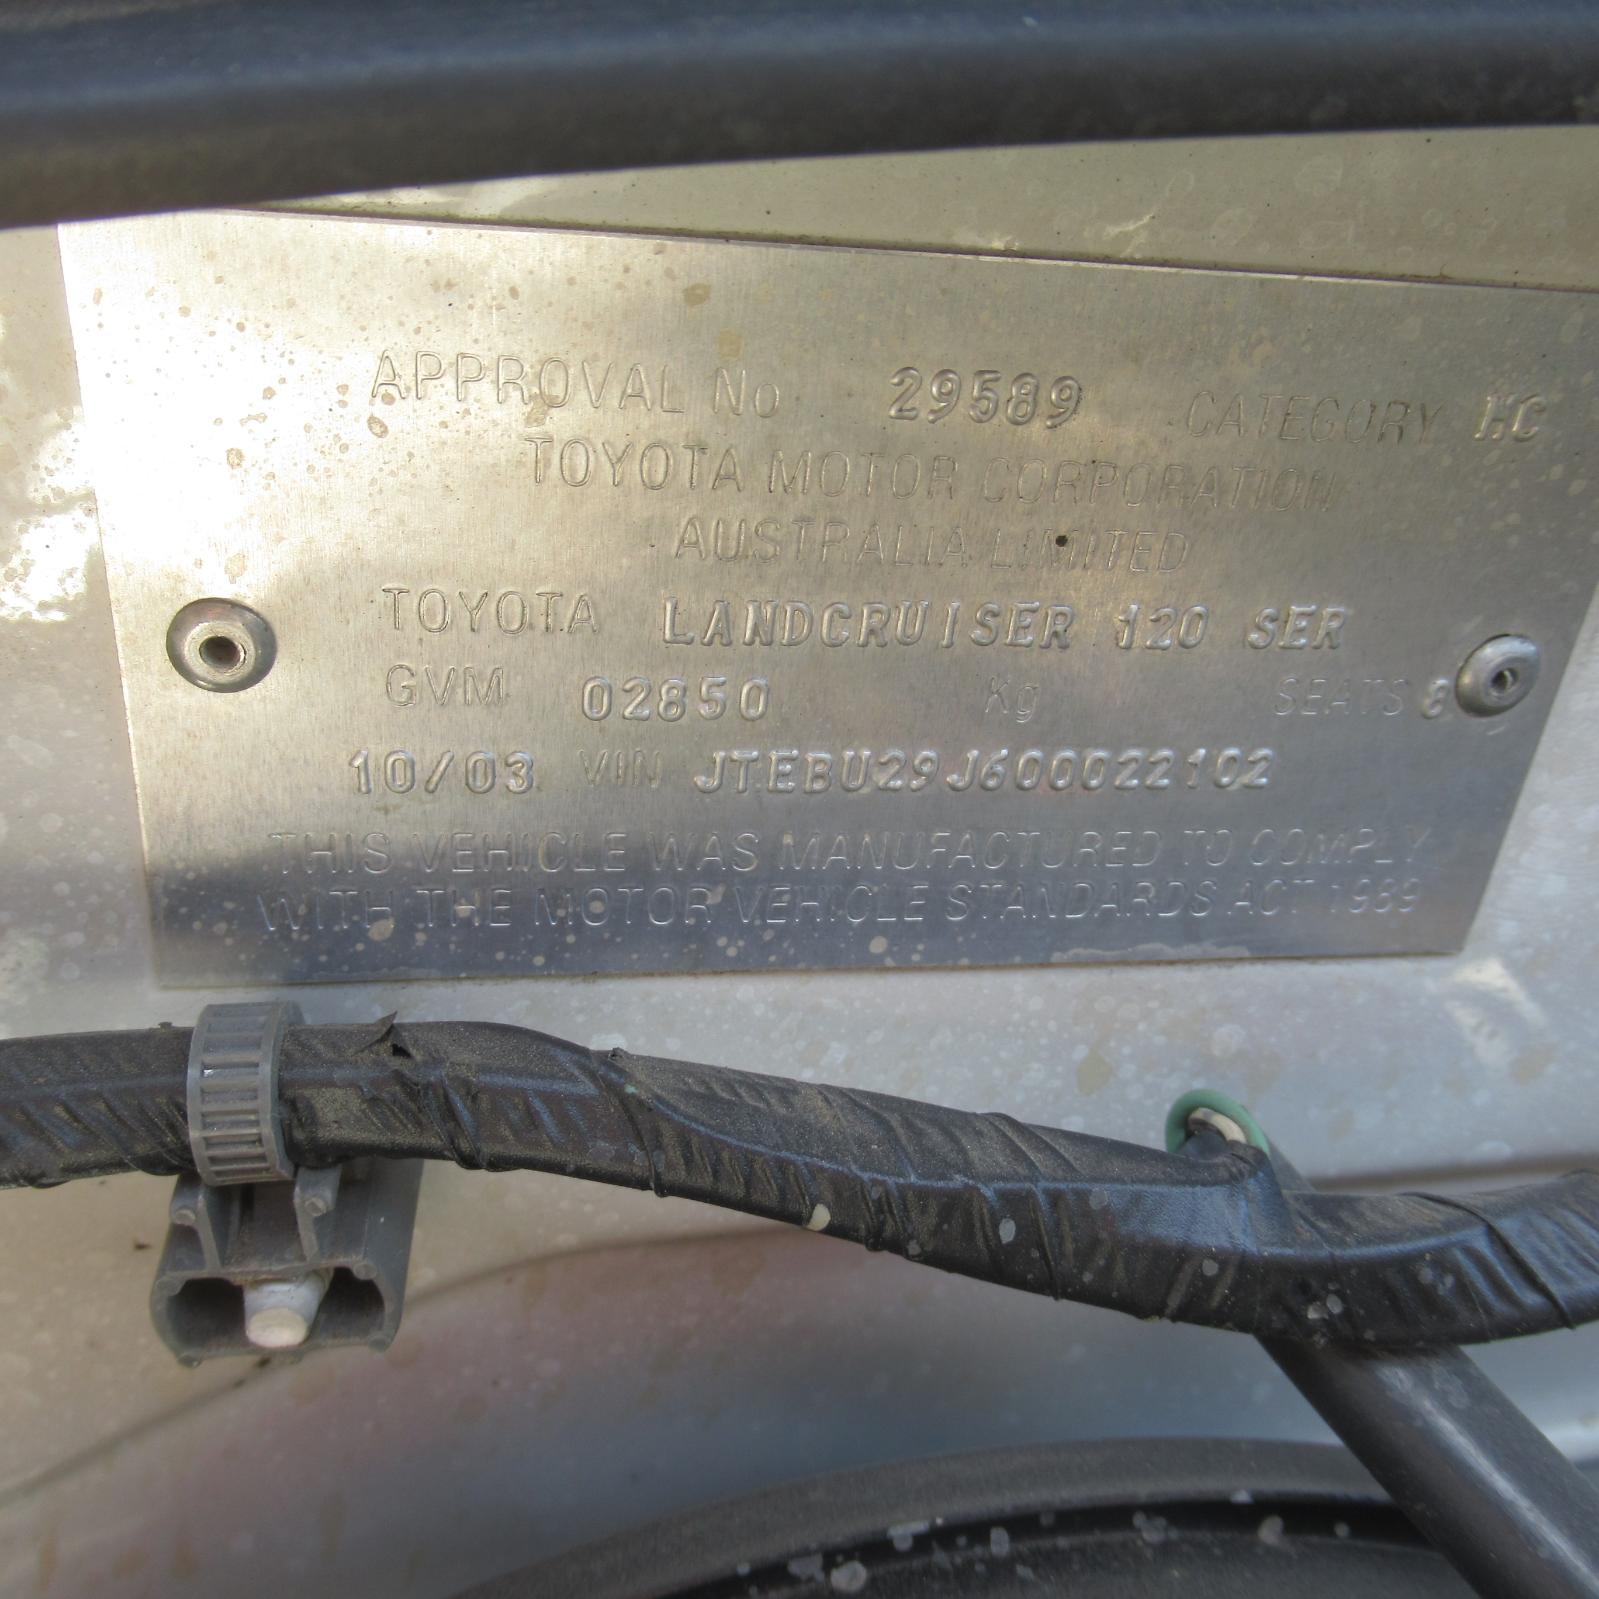 APPROVAL No 29589 CATEGORY HC
TOYOTA MOTOR CORPORATION
AUSTRALIA LIMITED
TOYOTA LANDCRUISER 120 SER
GVM 02850 Kg SEATS 8
10/03 VIN JTEBU29J600022102
THIS VEHICLE WAS MANUFACTURED TO COMPLY
WITH THE MOTOR VEHICLE STANDARDS ACT 1989